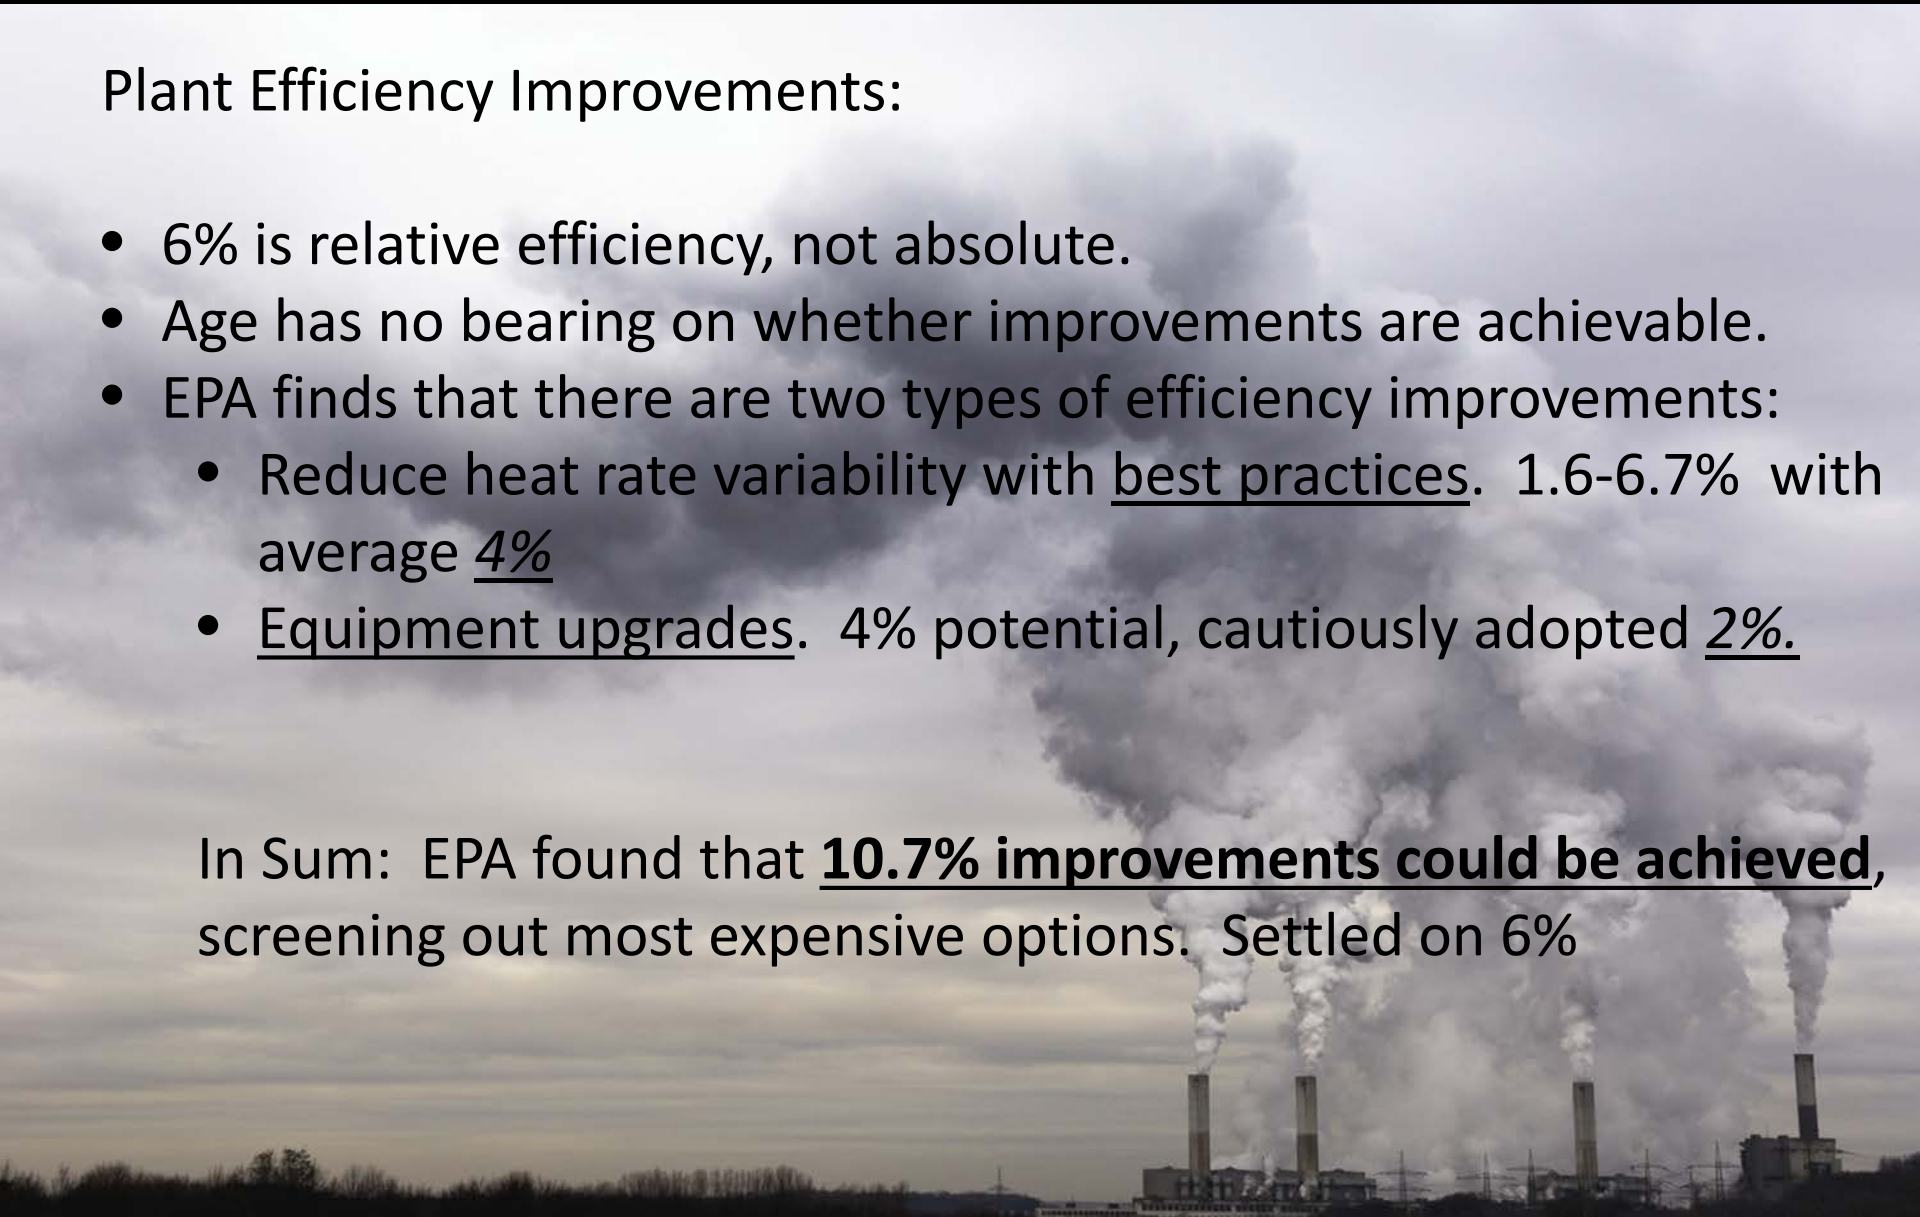 Plant Efficiency Improvements:
• 6% is relative efficiency, not absolute.
• Age has no bearing on whether improvements are achievable.
• EPA finds that there are two types of efficiency improvements:
• Reduce heat rate variability with best practices.  1.6-6.7%  with
average 4%
• Equipment upgrades.  4% potential, cautiously adopted 2%.
In Sum:  EPA found that 10.7% improvements could be achieved,
screening out most expensive options.  Settled on 6%